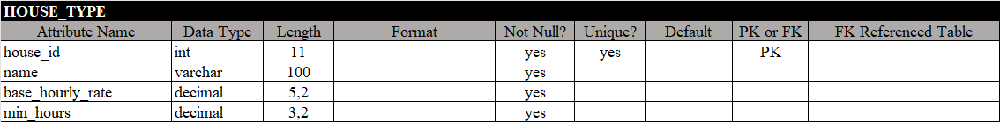 HOUSE_TYPE
Attribute Name Data Type Length Format Not Null? Unique? Default PK or FK FK Referenced Table
house_id int 11 yes yes PK
name varchar 100 yes
base_hourly_rate decimal 5,2 yes
min_hours decimal 3,2 yes